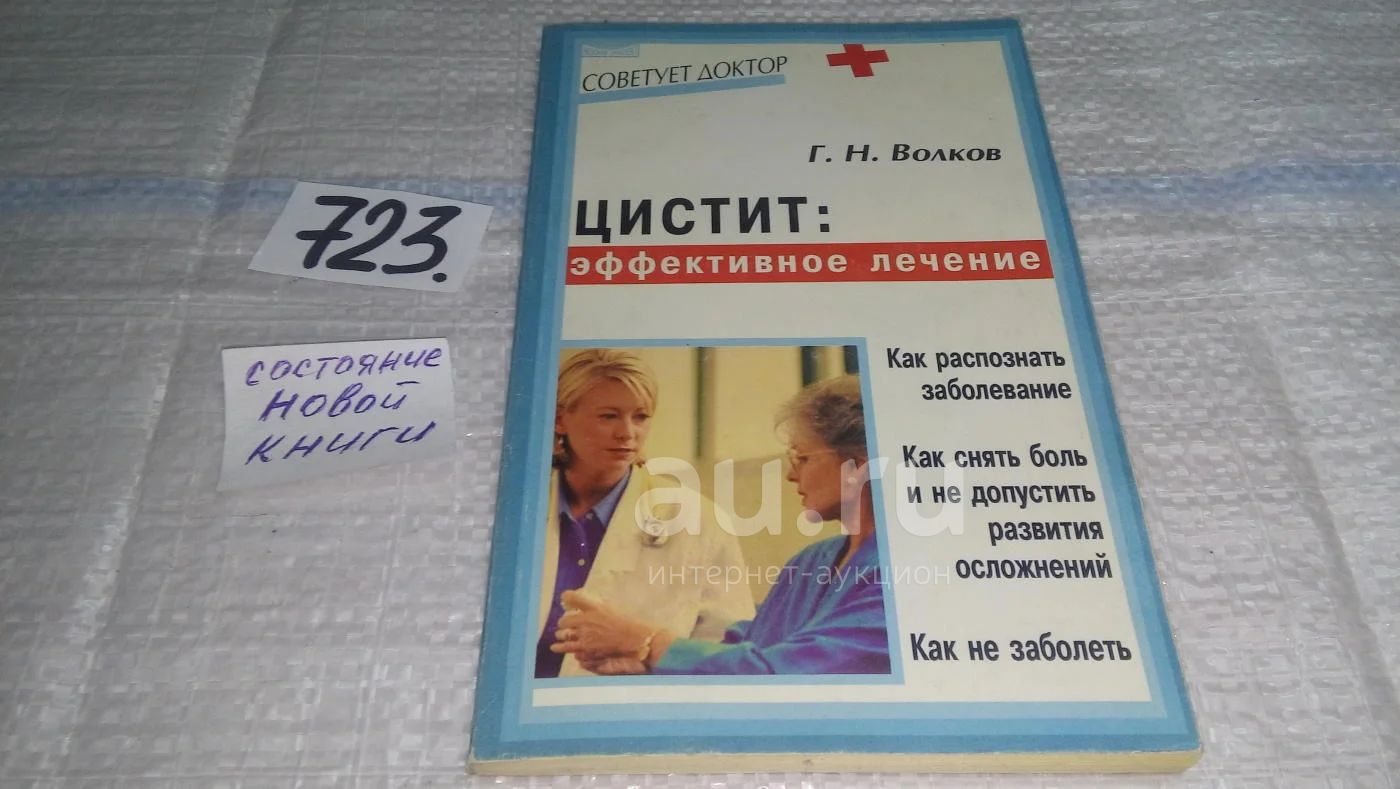 СОВЕТУЕТ ДОКТОР
Г. Н. Волков
ЦИСТИТ:
эффективное лечение
Как распознать
заболевание
Как снять боль
и не допустить
развития
осложнений
Как не заболеть
723.
состояние
новой
книги
au.ru
интернет-аукцион